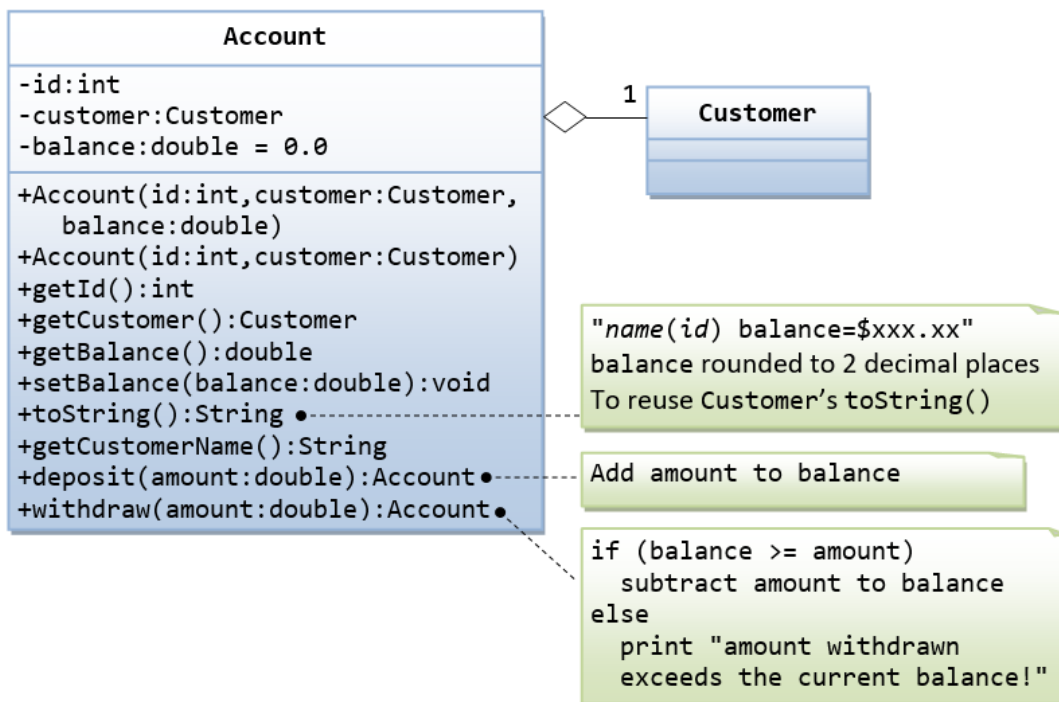 Account
-id:int
-customer:Customer
-balance:double = 0.0
+Account(id:int,customer:Customer,
balance:double)
+Account(id:int,customer:Customer)
+getId():int
+getCustomer():Customer
+getBalance():double
+setBalance(balance:double):void
+toString():String
+getCustomerName():String
+deposit(amount:double):Account
+withdraw(amount:double):Account
1
Customer
"name(id) balance=$xxx.xx"
balance rounded to 2 decimal places
To reuse Customer’s toString()
Add amount to balance
if (balance >= amount)
subtract amount to balance
else
print "amount withdrawn
exceeds the current balance!"